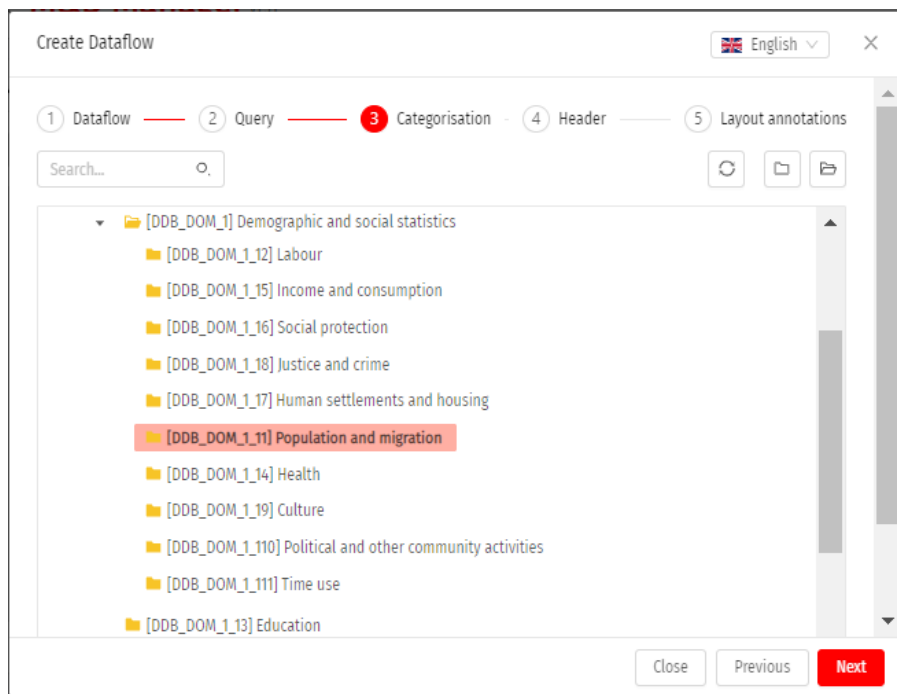 Create Dataflow
English
1 Dataflow 2 Query 3 Categorisation 4 Header 5 Layout annotations
Search...
[DDB_DOM_1] Demographic and social statistics
[DDB_DOM_1_12] Labour
[DDB_DOM_1_15] Income and consumption
[DDB_DOM_1_16] Social protection
[DDB_DOM_1_18] Justice and crime
[DDB_DOM_1_17] Human settlements and housing
[DDB_DOM_1_11] Population and migration
[DDB_DOM_1_14] Health
[DDB_DOM_1_19] Culture
[DDB_DOM_1_110] Political and other community activities
[DDB_DOM_1_111] Time use
[DDB_DOM_1_13] Education
Close Previous Next